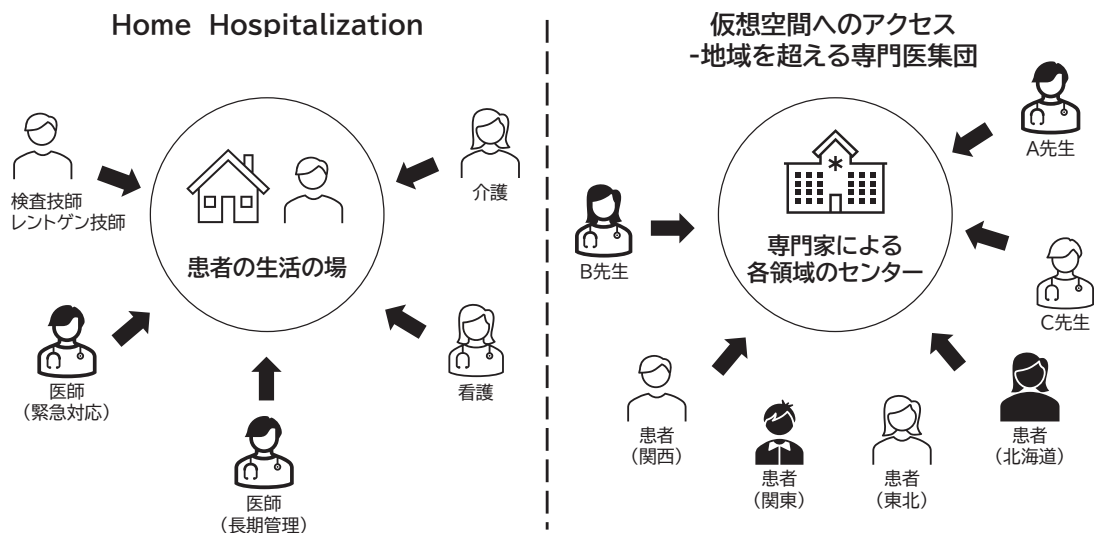 Home Hospitalization
検査技師
レントゲン技師
介護
患者の生活の場
医師
（緊急対応）
看護
医師
（長期管理）
仮想空間へのアクセス
-地域を超える専門医集団
A先生
B先生
専門家による
各領域のセンター
C先生
患者
（関西）
患者
（関東）
患者
（東北）
患者
（北海道）